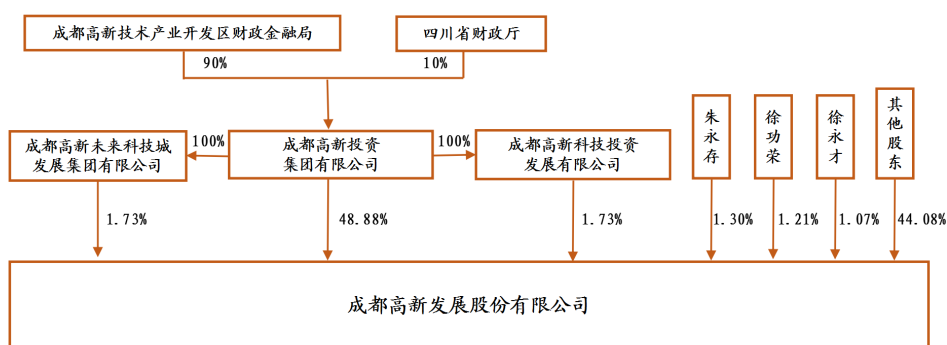 成都高新技术产业开发区财政金融局
四川省财政厅
90%
10%
成都高新未来科技城
发展集团有限公司
100%
成都高新投资
集团有限公司
100%
成都高新科技投资
发展有限公司
朱永存
徐功荣
徐永才
其他股东
1.73%
48.88%
1.73%
1.30%
1.21%
1.07%
44.08%
成都高新发展股份有限公司